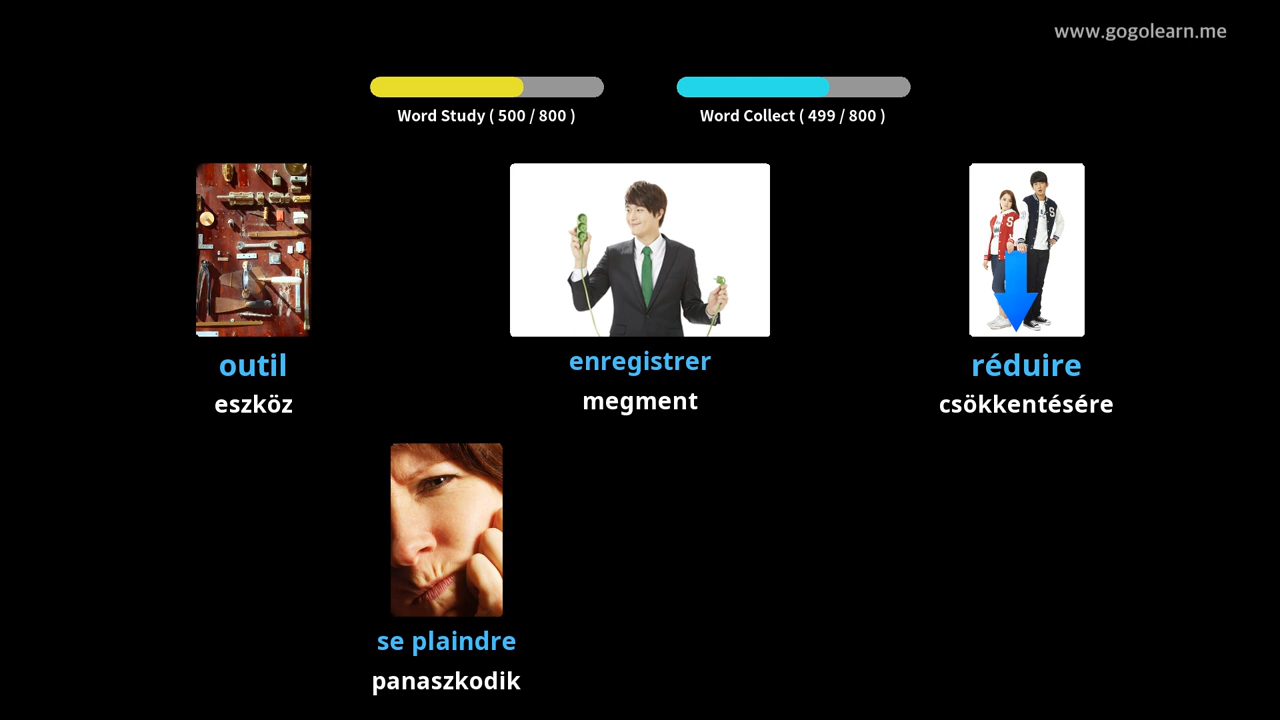 www.gogolearn.me
Word Study ( 500 / 800 )
Word Collect ( 499 / 800 )
outil
eszköz
enregistrer
megment
réduire
csökkentésére
se plaindre
panaszkodik